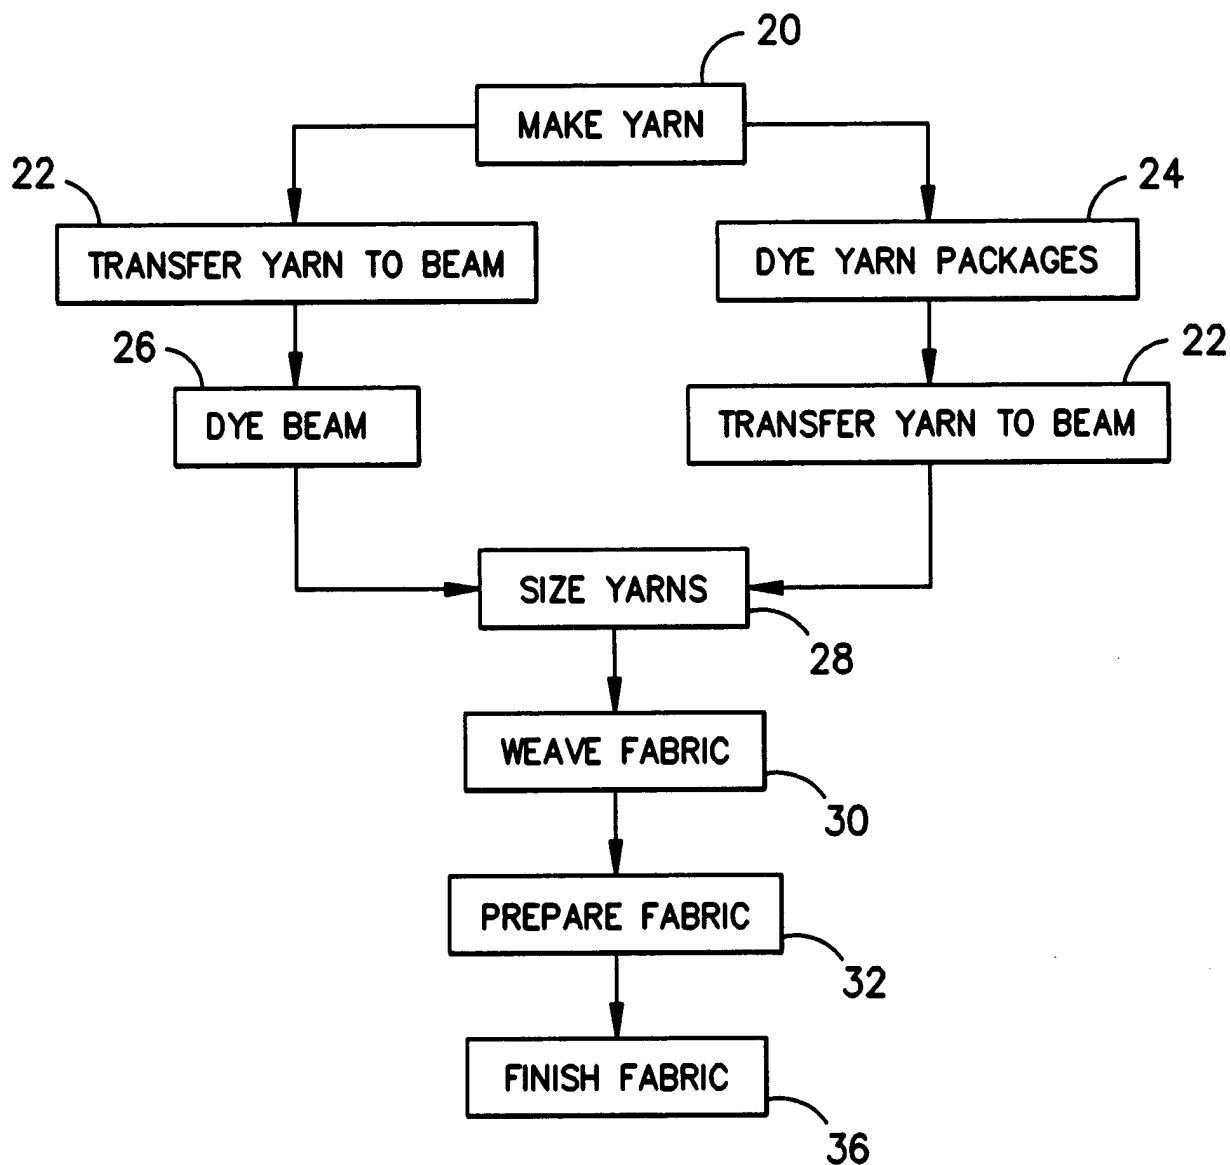 20
MAKE YARN
22
24
TRANSFER YARN TO BEAM
DYE YARN PACKAGES
26
22
DYE BEAM
TRANSFER YARN TO BEAM
SIZE YARNS
28
WEAVE FABRIC
30
PREPARE FABRIC
32
FINISH FABRIC
36